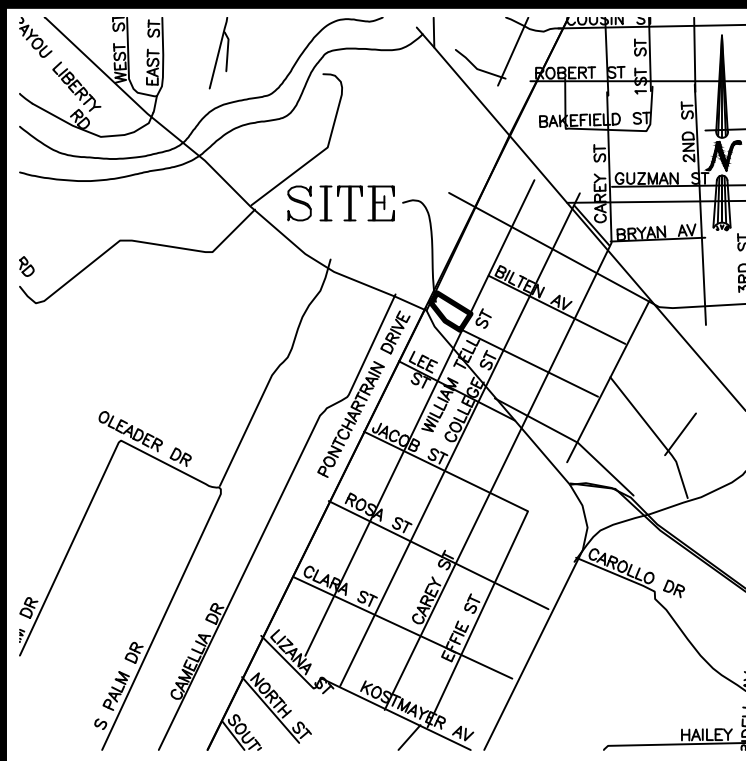 COUSIN ST
WEST ST
EAST ST
BAYOU LIBERTY
RD
ROBERT ST
1ST ST
BAKEFIELD ST
2ND ST
N
CAREY ST
GUZMAN ST
SITE
BRYAN AV
3RD ST
RD
BILTEN AV
PONTCHARTRAIN DRIVE
LEE
ST
WILLIAM TELL ST
COLLEGE ST
OLEADER DR
JACOB ST
ROSA ST
CLARA ST
CAREY ST
EFFIE ST
CAROLLO DR
DR
S PALM DR
CAMELLIA DR
LIZANA ST
NORTH ST
KOSTMAYER AV
HAILEY